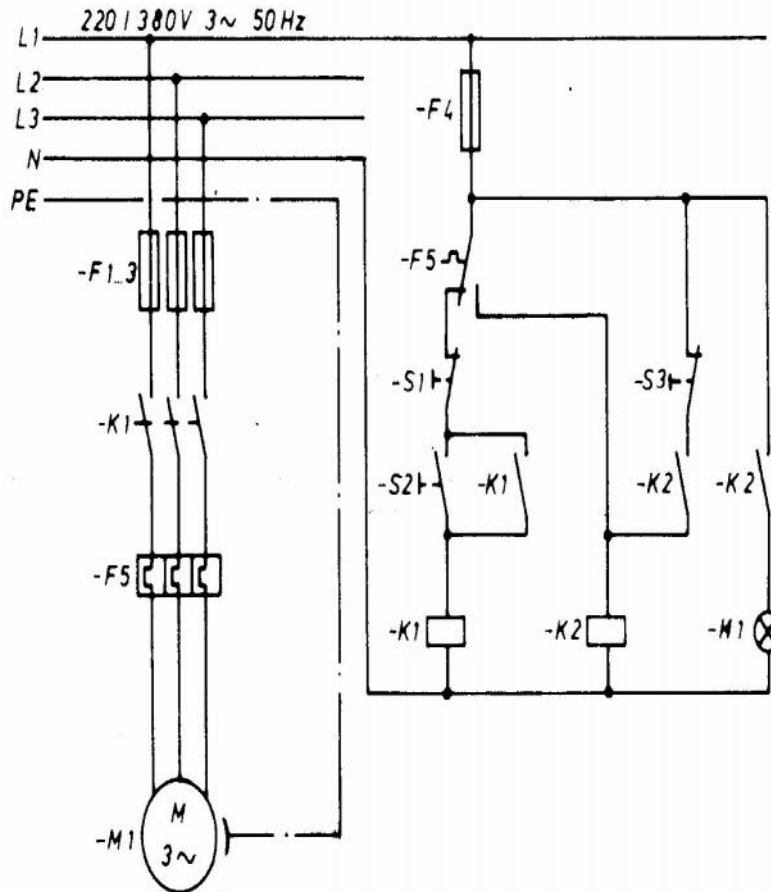 220/380V 3~ 50Hz
L1
L2
L3
N
PE
-F4
-F1...3
-F5
-S1
-S3
-K1
-S2
-K1
-K2
-K2
-F5
-K1
-K2
-M1
-M1
M
3~